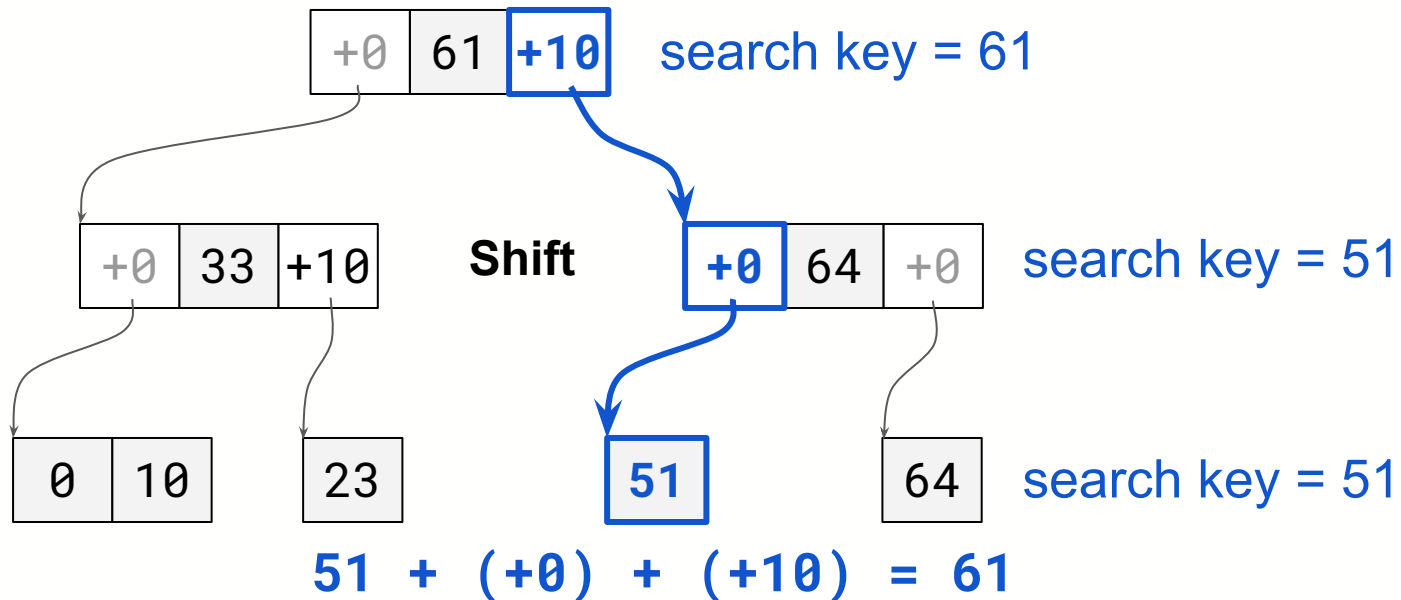 +0 61 +10 search key = 61
+0 33 +10 Shift +0 64 +0 search key = 51
0 10 23 51 64 search key = 51
51 + (+0) + (+10) = 61